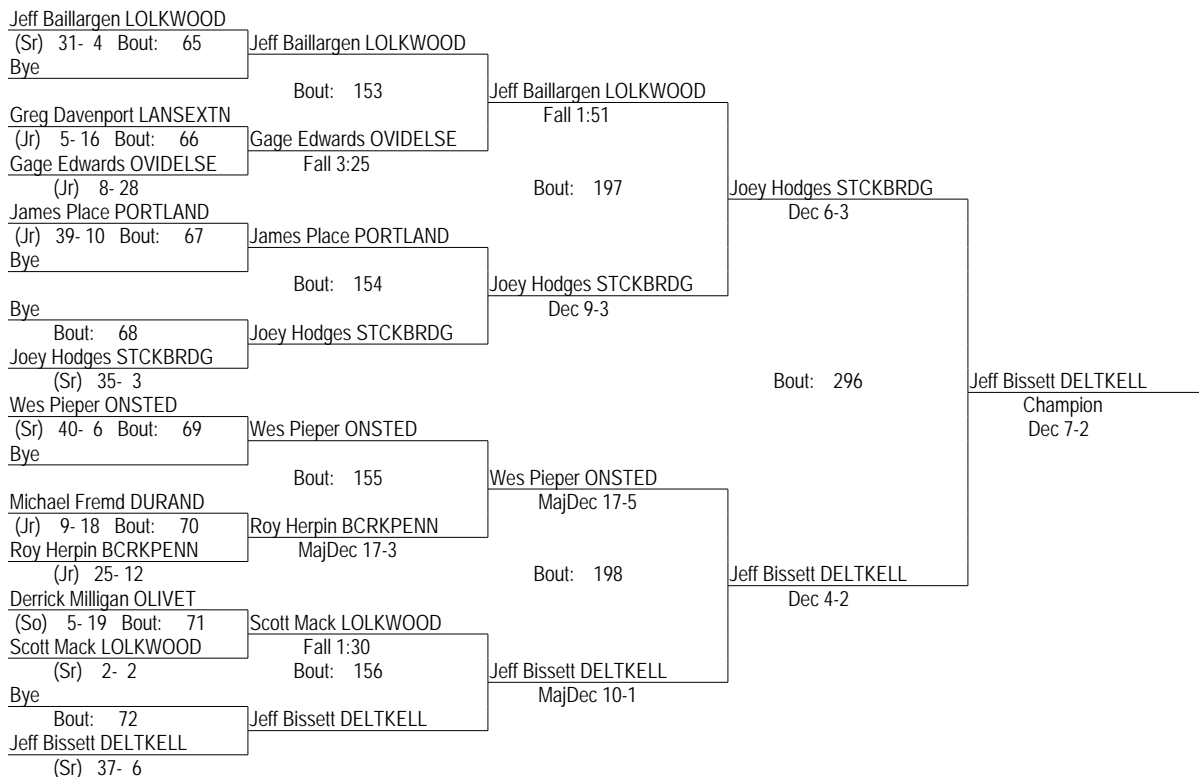 Jeff Baillargen LOLKWOOD
(Sr) 31- 4 Bout: 65
Bye
Jeff Baillargen LOLKWOOD
Bout: 153
Greg Davenport LANSEXTN
(Jr) 5- 16 Bout: 66
Gage Edwards OVIDELSE
(Jr) 8- 28
Gage Edwards OVIDELSE
Fall 3:25
Jeff Baillargen LOLKWOOD
Fall 1:51
Bout: 197
James Place PORTLAND
(Jr) 39- 10 Bout: 67
Bye
James Place PORTLAND
Bout: 154
Bye
Bout: 68
Joey Hodges STCKBRDG
(Sr) 35- 3
Joey Hodges STCKBRDG
Joey Hodges STCKBRDG
Dec 9-3
Joey Hodges STCKBRDG
Dec 6-3
Bout: 296
Wes Pieper ONSTED
(Sr) 40- 6 Bout: 69
Bye
Wes Pieper ONSTED
Bout: 155
Michael Fremd DURAND
(Jr) 9- 18 Bout: 70
Roy Herpin BCRKPENN
(Jr) 25- 12
Roy Herpin BCRKPENN
MajDec 17-3
Wes Pieper ONSTED
MajDec 17-5
Bout: 198
Derrick Milligan OLIVET
(So) 5- 19 Bout: 71
Scott Mack LOLKWOOD
(Sr) 2- 2
Scott Mack LOLKWOOD
Fall 1:30
Bout: 156
Bye
Bout: 72
Jeff Bissett DELTKELL
(Sr) 37- 6
Jeff Bissett DELTKELL
Jeff Bissett DELTKELL
MajDec 10-1
Jeff Bissett DELTKELL
Dec 4-2
Jeff Bissett DELTKELL
Champion
Dec 7-2